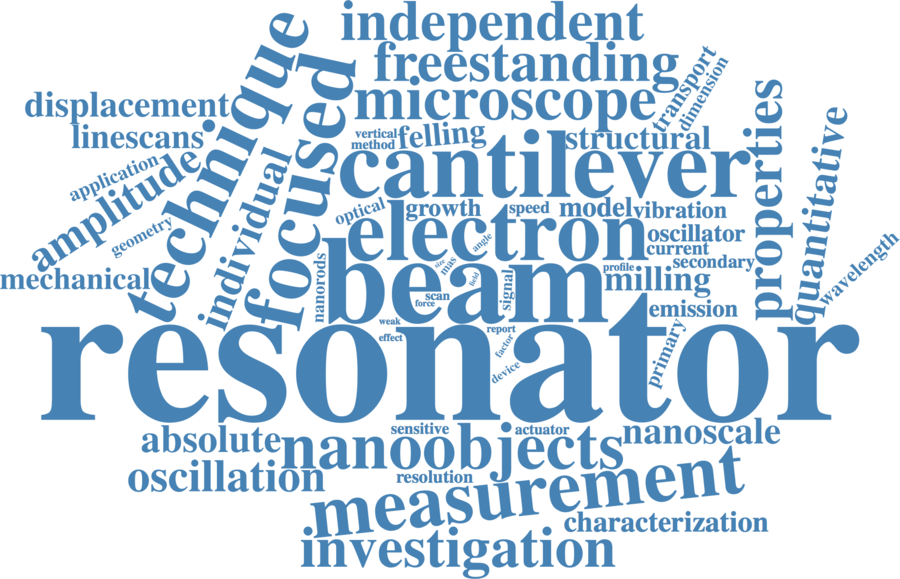 independent
freestanding
microscope
technique
focused
displacement
linescans
application
amplitude
geometry
mechanical
individual
transport
dimension
vertical
method
felling
structural
cantilever
properties
quantitative
wavelength
optical
growth
speed
model
vibration
electron
angle
oscillator
current
secondary
size
mas
field
profile
beam
milling
nanorods
scan
force
signal
emission
weak
effect
report
factor
device
primary
resonator
absolute
sensitive
actuator
nanoscale
nanoobjects
oscillation
resolution
measurement
characterization
investigation